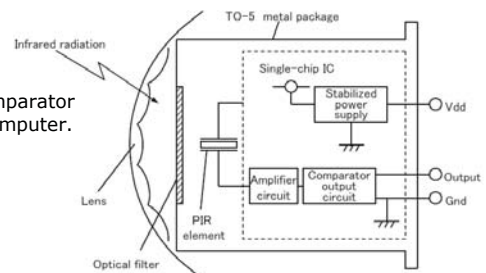 TO-5 metal package
Infrared radiation
Single-chip IC
mparator
mputer.
Stabilized
power
supply
Vdd
Amplifier
circuit
Comparator
output
circuit
Output
Gnd
Lens
PIR
element
Optical filter